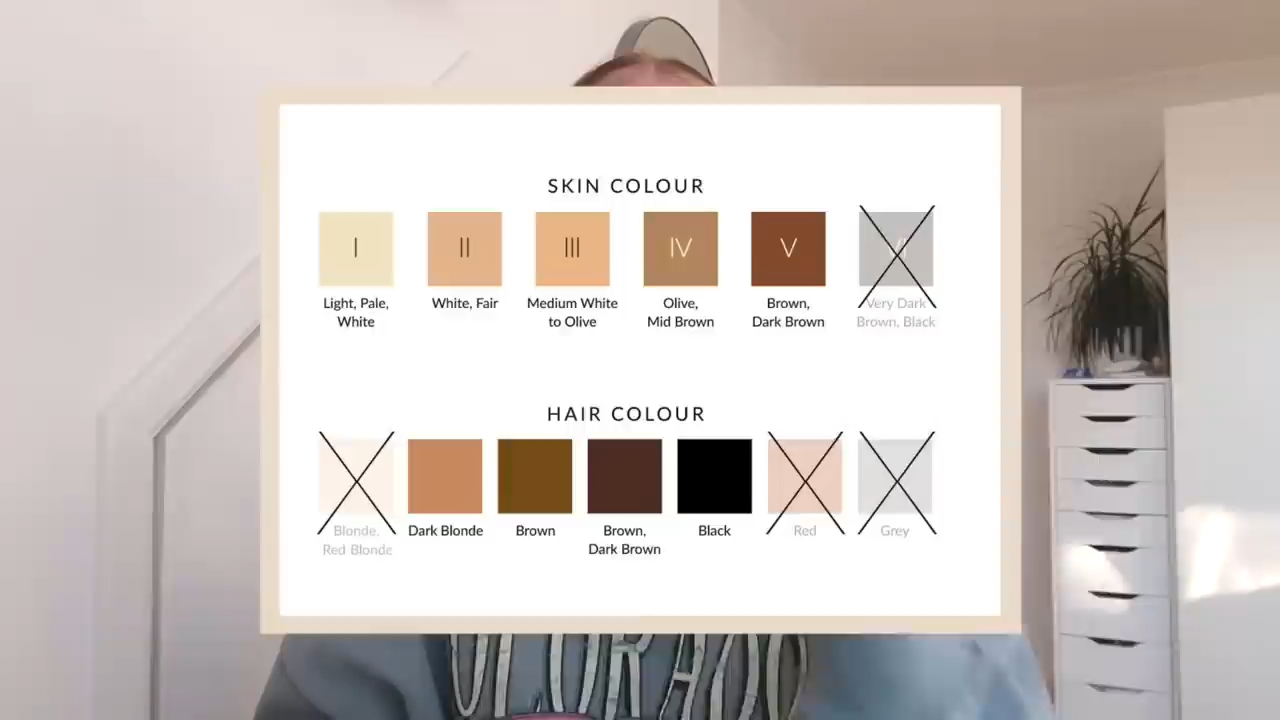 SKIN COLOUR
I
II
III
IV
V
VI
Light, Pale,
White
White, Fair
Medium White
to Olive
Olive,
Mid Brown
Brown,
Dark Brown
Very Dark
Brown, Black
HAIR COLOUR
Blonde,
Red Blonde
Dark Blonde
Brown
Brown,
Dark Brown
Black
Red
Grey